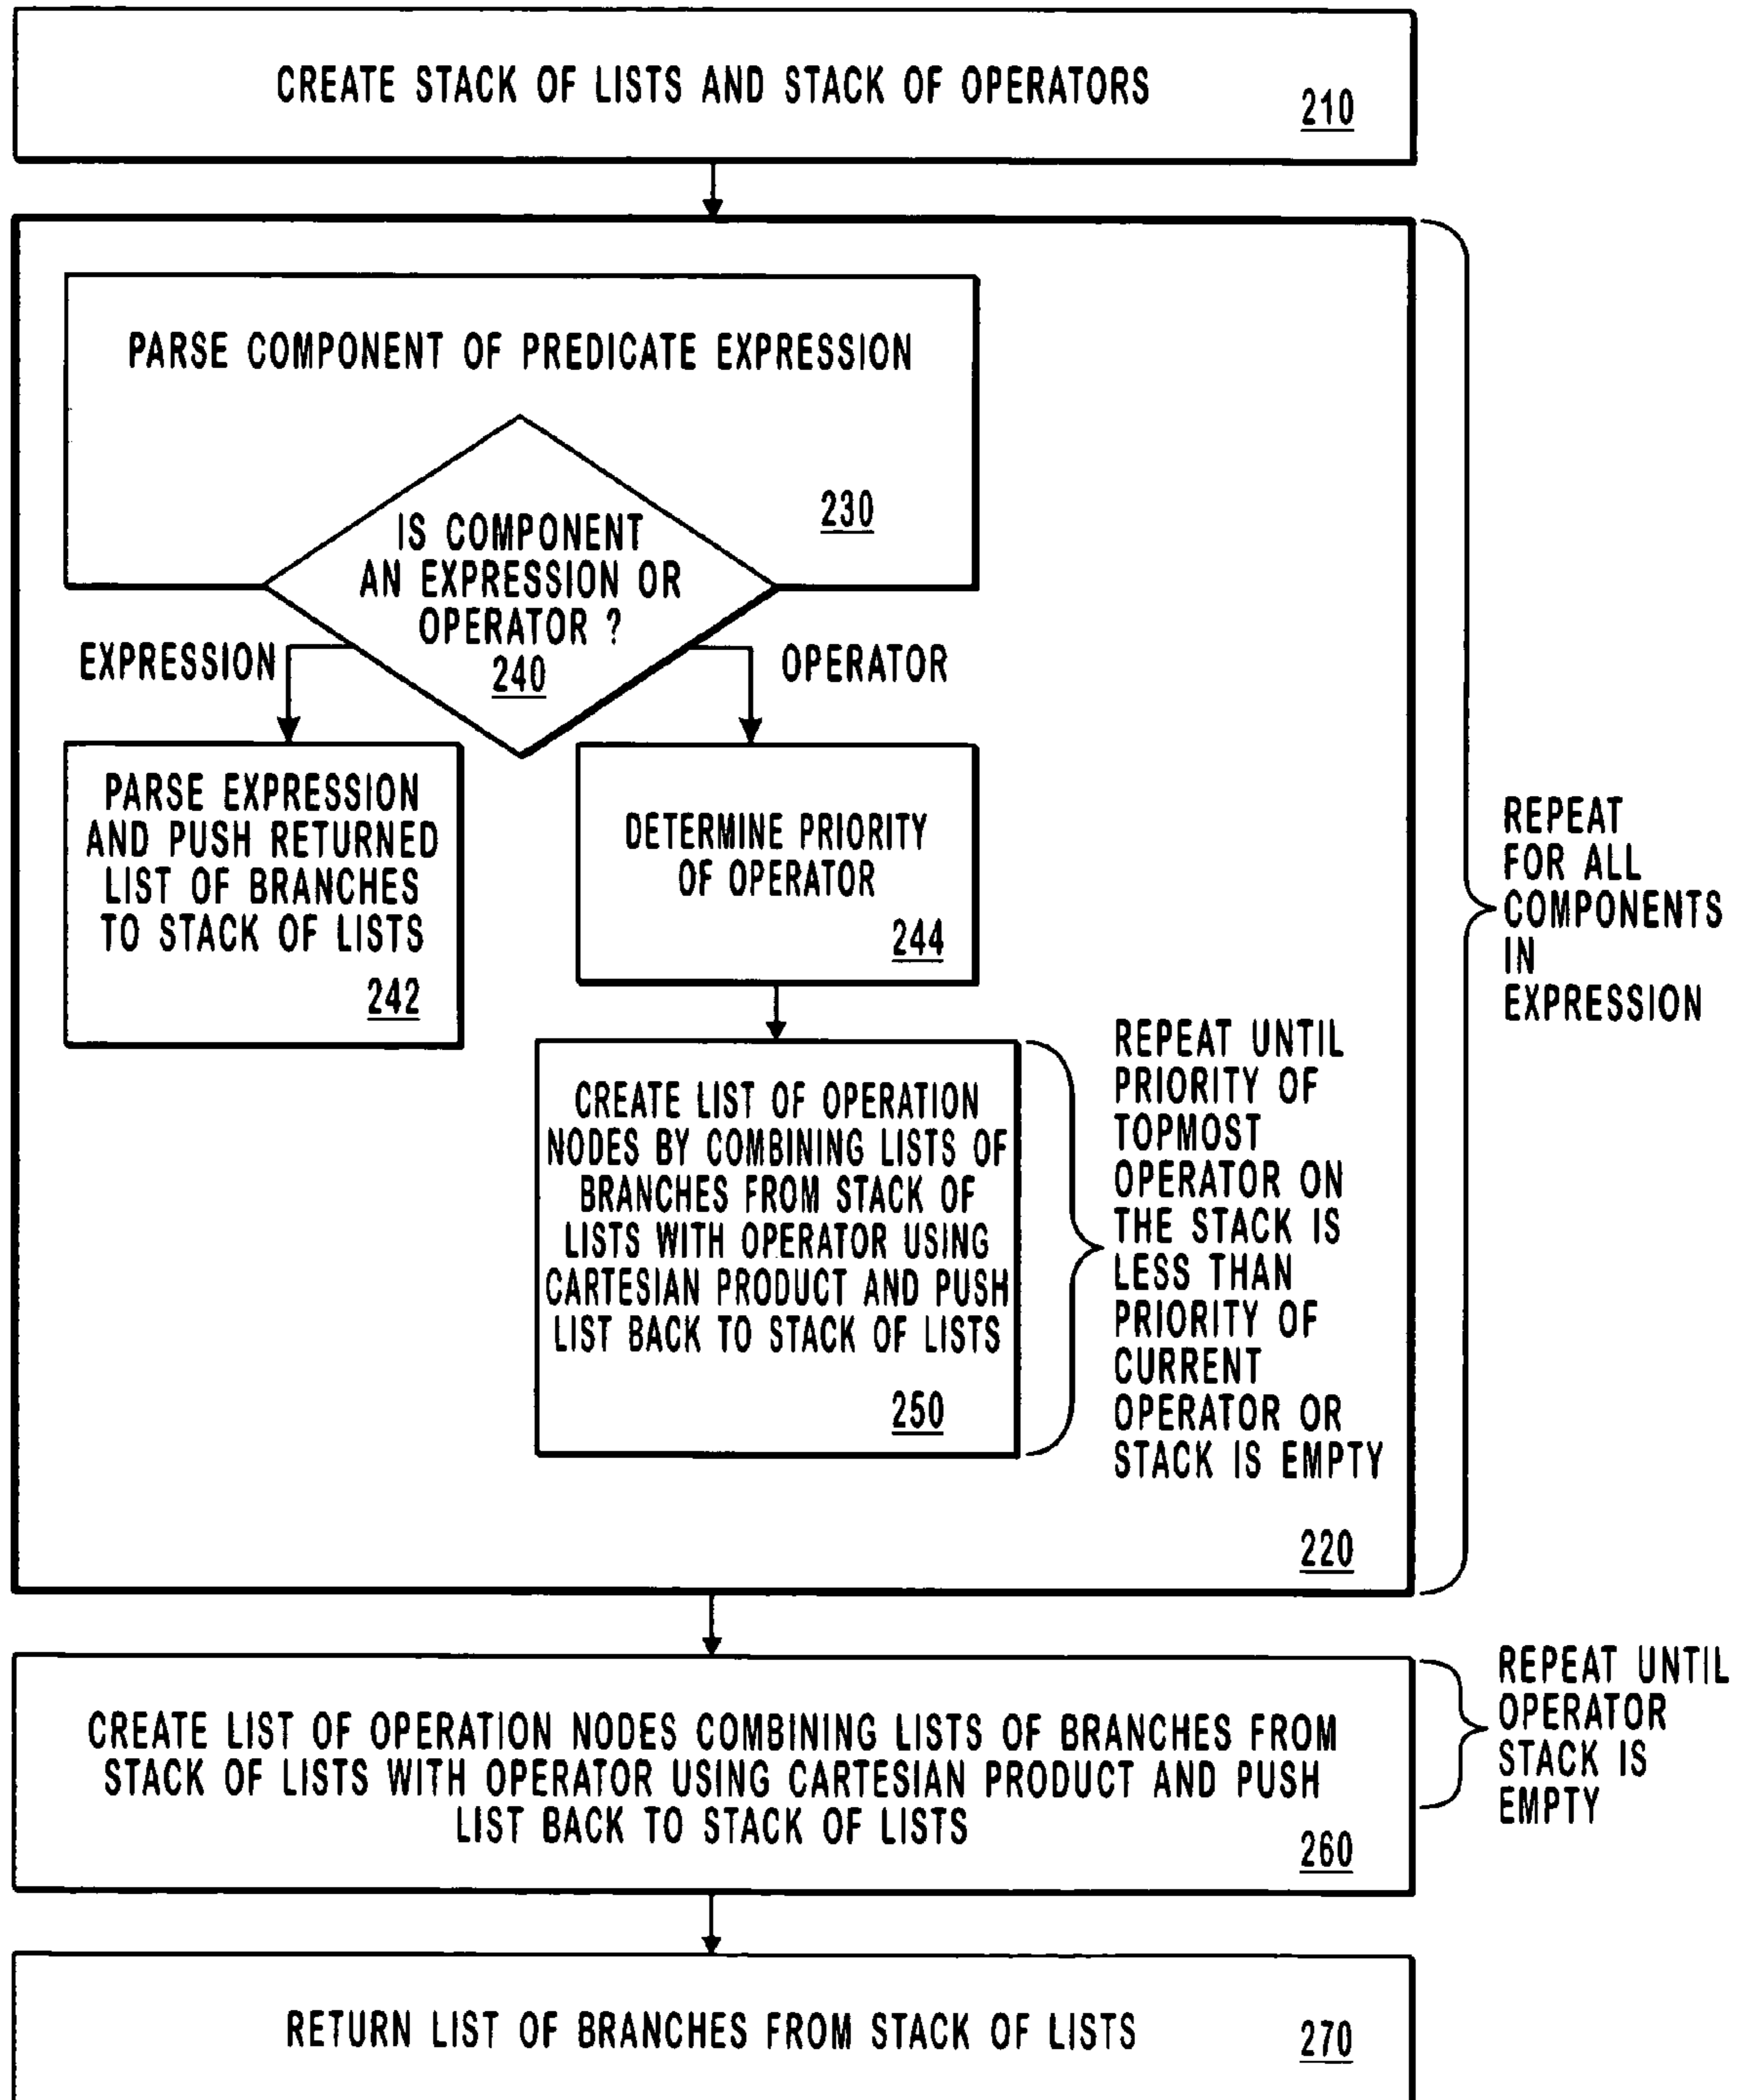 CREATE STACK OF LISTS AND STACK OF OPERATORS
210
PARSE COMPONENT OF PREDICATE EXPRESSION
230
IS COMPONENT
AN EXPRESSION OR
OPERATOR ?
240
EXPRESSION
OPERATOR
PARSE EXPRESSION
AND PUSH RETURNED
LIST OF BRANCHES
TO STACK OF LISTS
242
DETERMINE PRIORITY
OF OPERATOR
244
CREATE LIST OF OPERATION
NODES BY COMBINING LISTS OF
BRANCHES FROM STACK OF
LISTS WITH OPERATOR USING
CARTESIAN PRODUCT AND PUSH
LIST BACK TO STACK OF LISTS
250
REPEAT UNTIL
PRIORITY OF
TOPMOST
OPERATOR ON
THE STACK IS
LESS THAN
PRIORITY OF
CURRENT
OPERATOR OR
STACK IS EMPTY
220
REPEAT
FOR ALL
COMPONENTS
IN
EXPRESSION
CREATE LIST OF OPERATION NODES COMBINING LISTS OF BRANCHES FROM
STACK OF LISTS WITH OPERATOR USING CARTESIAN PRODUCT AND PUSH
LIST BACK TO STACK OF LISTS
260
REPEAT UNTIL
OPERATOR
STACK IS
EMPTY
RETURN LIST OF BRANCHES FROM STACK OF LISTS
270